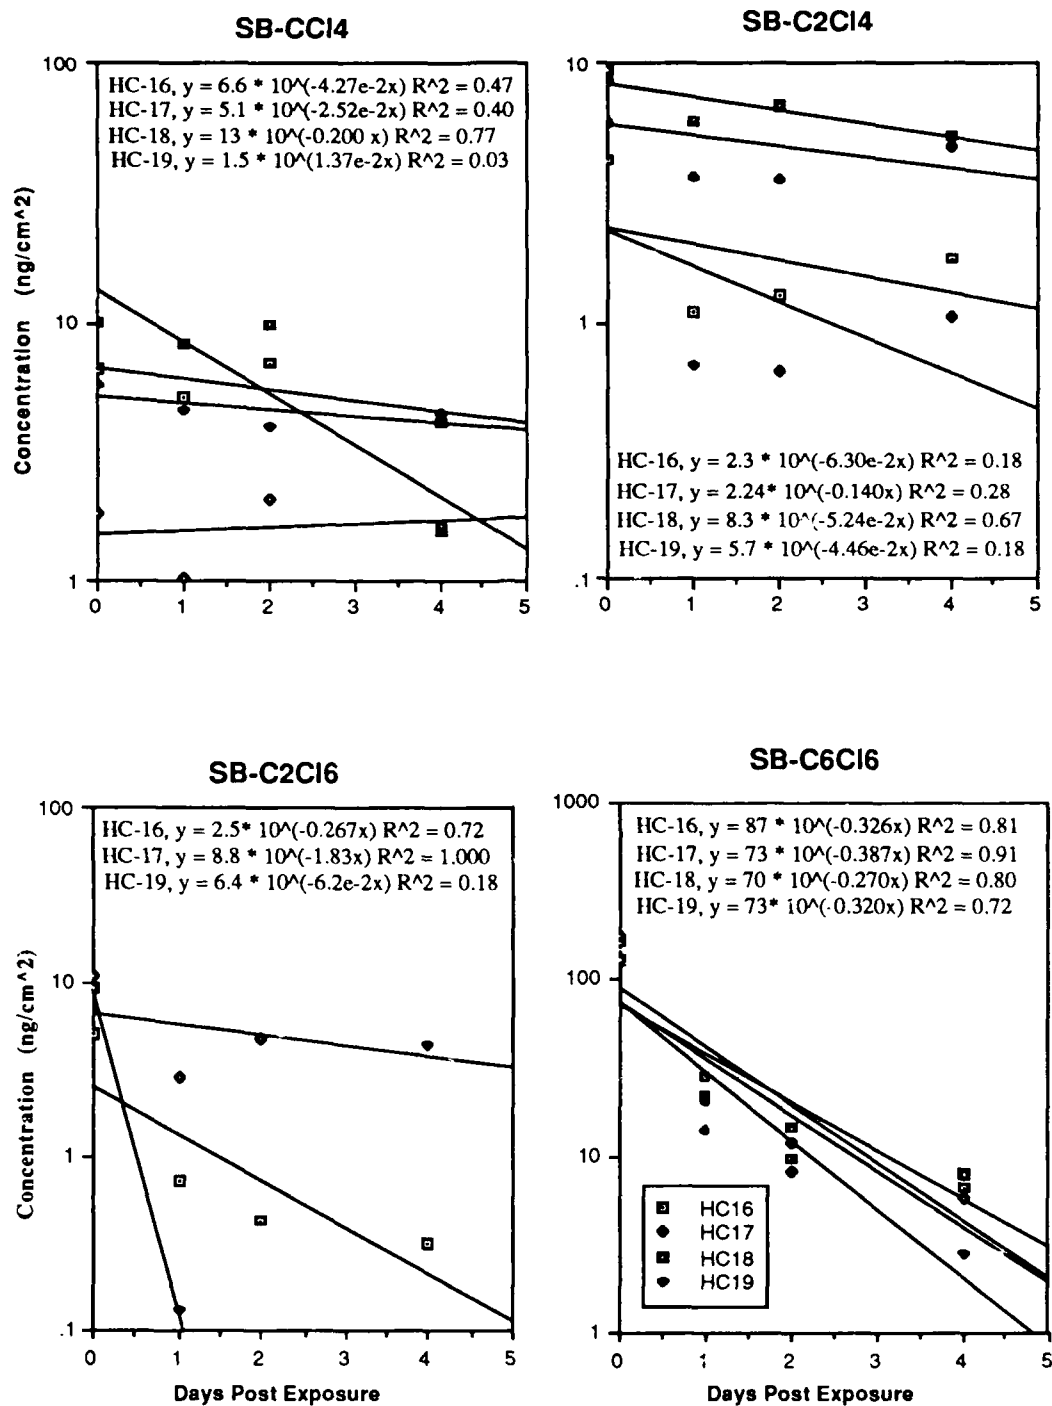 SB-CCl4
100
HC-16, y = 6.6 * 10^(-4.27e-2x) R^2 = 0.47
HC-17, y = 5.1 * 10^(-2.52e-2x) R^2 = 0.40
HC-18, y = 13 * 10^(-0.200 x) R^2 = 0.77
HC-19, y = 1.5 * 10^(1.37e-2x) R^2 = 0.03
Concentration (ng/cm^2)
10
1
0 1 2 3 4 5
SB-C2Cl4
10
1
HC-16, y = 2.3 * 10^(-6.30e-2x) R^2 = 0.18
HC-17, y = 2.24* 10^(-0.140x) R^2 = 0.28
HC-18, y = 8.3 * 10^(-5.24e-2x) R^2 = 0.67
HC-19, y = 5.7 * 10^(-4.46e-2x) R^2 = 0.18
.1
0 1 2 3 4 5
SB-C2Cl6
100
HC-16, y = 2.5* 10^(-0.267x) R^2 = 0.72
HC-17, y = 8.8 * 10^(-1.83x) R^2 = 1.000
HC-19, y = 6.4 * 10^(-6.2e-2x) R^2 = 0.18
Concentration (ng/cm^2)
10
1
.1
0 1 2 3 4 5
Days Post Exposure
SB-C6Cl6
1000
HC-16, y = 87 * 10^(-0.326x) R^2 = 0.81
HC-17, y = 73 * 10^(-0.387x) R^2 = 0.91
HC-18, y = 70 * 10^(-0.270x) R^2 = 0.80
HC-19, y = 73* 10^(-0.320x) R^2 = 0.72
100
10
HC16
HC17
HC18
HC19
1
0 1 2 3 4 5
Days Post Exposure